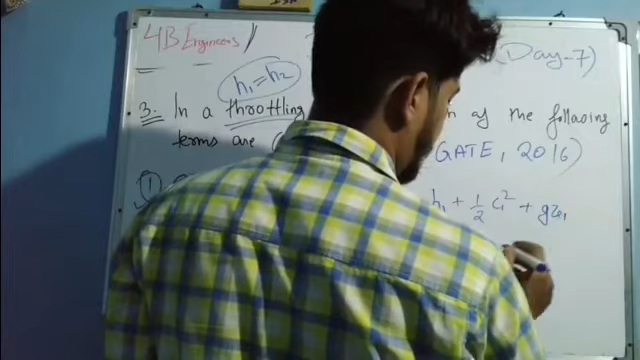 4B Engineers
(Day-7)
h₁ = h₂
3. In a throttling of the following
terms are
GATE, 2016)
①
h₁ + 1/2 c₁² + gz₁